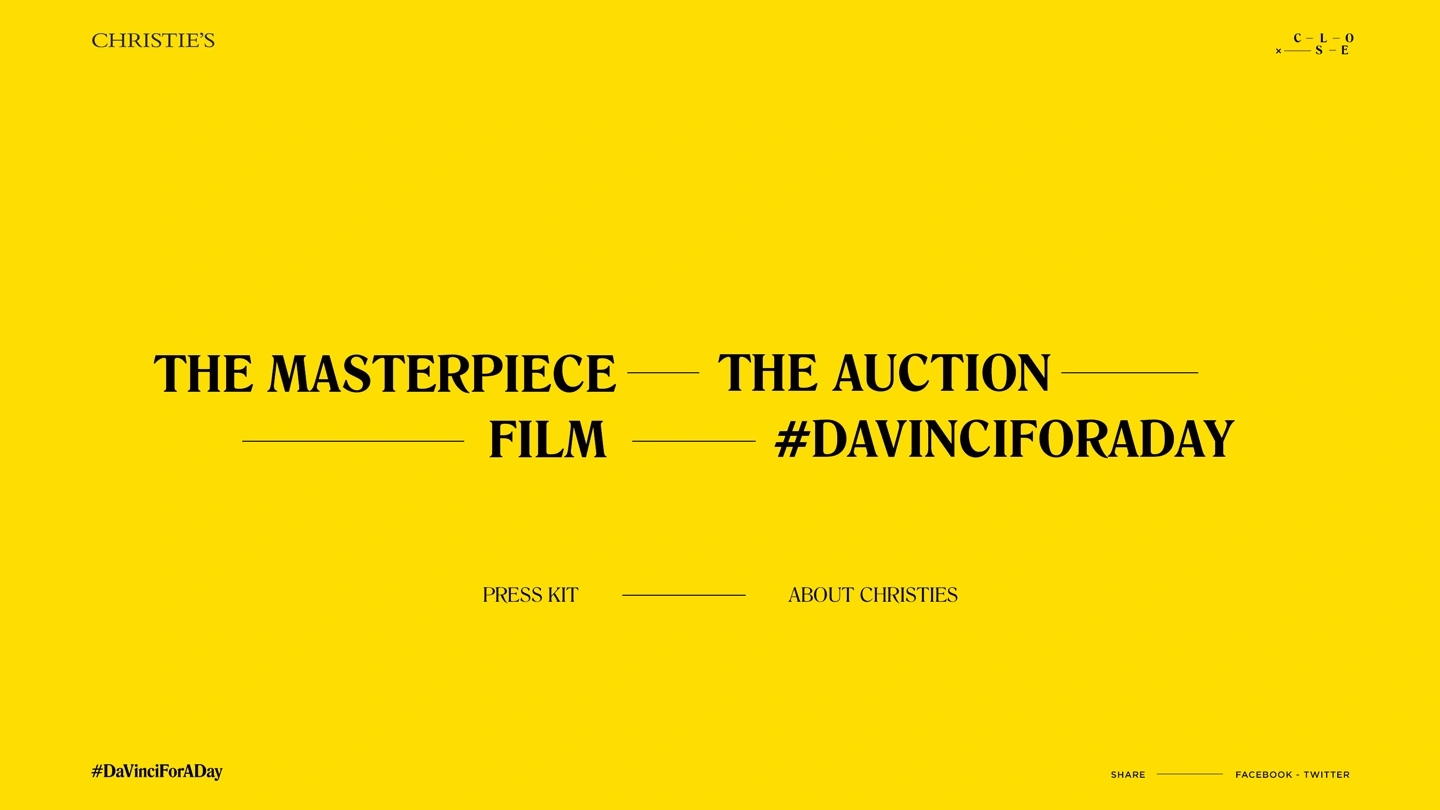 CHRISTIE'S
C – L – O
× — S – E
THE MASTERPIECE — THE AUCTION —
— FILM — #DAVINCIFORADAY
PRESS KIT — ABOUT CHRISTIES
#DaVinciForADay
SHARE — FACEBOOK - TWITTER